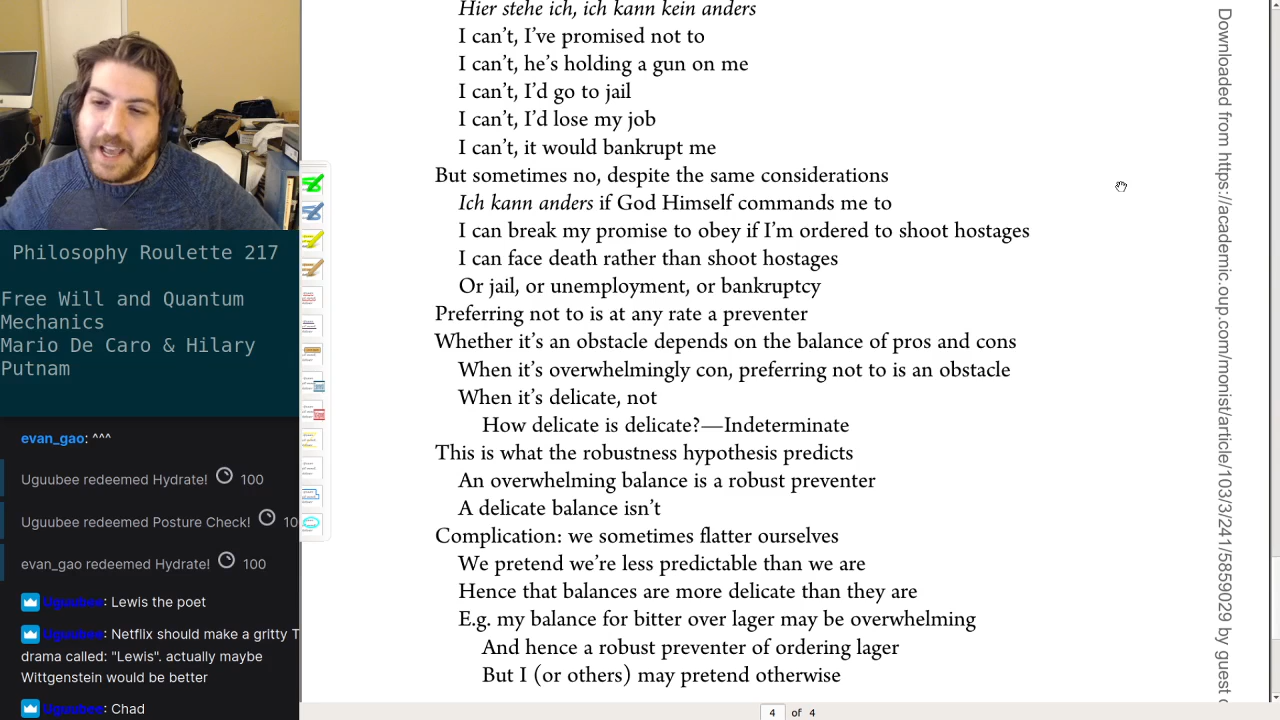 Hier stehe ich, ich kann kein anders
I can't, I've promised not to
I can't, he's holding a gun on me
I can't, I'd go to jail
I can't, I'd lose my job
I can't, it would bankrupt me
But sometimes no, despite the same considerations
Ich kann anders if God Himself commands me to
I can break my promise to obey if I'm ordered to shoot hostages
I can face death rather than shoot hostages
Or jail, or unemployment, or bankruptcy
Preferring not to is at any rate a preventer
Whether it's an obstacle depends on the balance of pros and cons
When it's overwhelmingly con, preferring not to is an obstacle
When it's delicate, not
How delicate is delicate?—Indeterminate
This is what the robustness hypothesis predicts
An overwhelming balance is a robust preventer
A delicate balance isn't
Complication: we sometimes flatter ourselves
We pretend we're less predictable than we are
Hence that balances are more delicate than they are
E.g. my balance for bitter over lager may be overwhelming
And hence a robust preventer of ordering lager
But I (or others) may pretend otherwise
4 of 4
Downloaded from https://academic.oup.com/monist/article/103/3/241/5859029 by guest
Philosophy Roulette 217
Free Will and Quantum
Mechanics
Mario De Caro & Hilary
Putnam
evan_gao: ^^^
Uguubee redeemed Hydrate! 100
Uguubee redeemed Posture Check! 10
evan_gao redeemed Hydrate! 100
Uguubee: Lewis the poet
Uguubee: Netflix should make a gritty T
drama called: "Lewis". actually maybe
Wittgenstein would be better
Uguubee: Chad